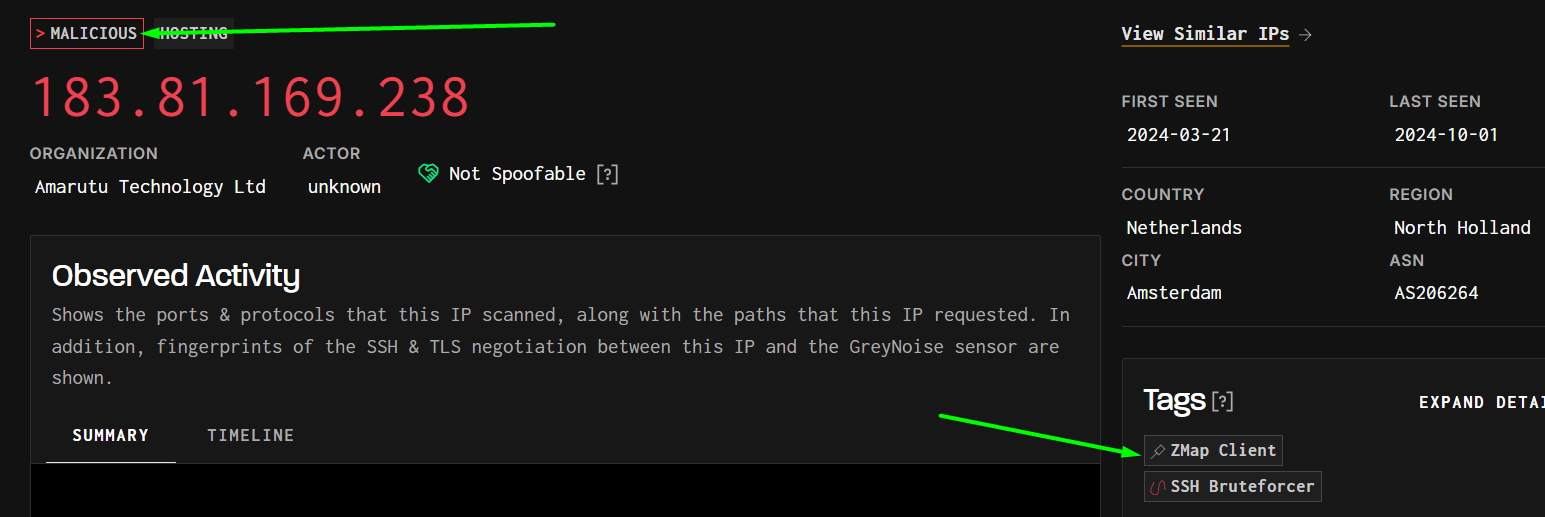 > MALICIOUS HOSTING
183.81.169.238
ORGANIZATION ACTOR
Amarutu Technology Ltd unknown Not Spoofable [?]
Observed Activity
Shows the ports & protocols that this IP scanned, along with the paths that this IP requested. In
addition, fingerprints of the SSH & TLS negotiation between this IP and the GreyNoise sensor are
shown.
SUMMARY TIMELINE
View Similar IPs →
FIRST SEEN LAST SEEN
2024-03-21 2024-10-01
COUNTRY REGION
Netherlands North Holland
CITY ASN
Amsterdam AS206264
Tags [?] EXPAND DETAI
ZMap Client
SSH Bruteforcer